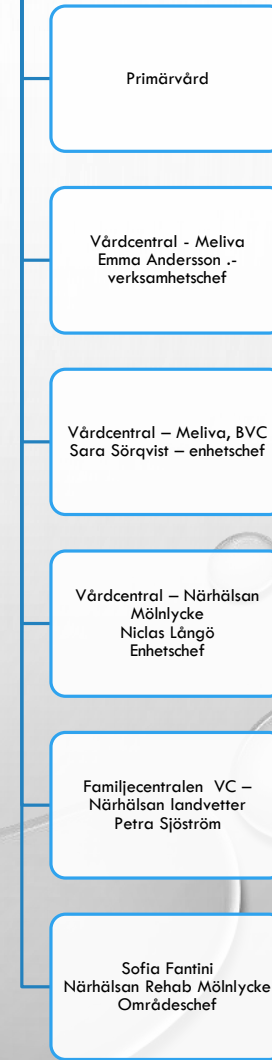 Primärvård
Vårdcentral - Meliva
Emma Andersson .-
verksamhetschef
Vårdcentral – Meliva, BVC
Sara Sörqvist – enhetschef
Vårdcentral – Närhälsan
Mölnlycke
Niclas Långö
Enhetschef
Familjecentralen VC –
Närhälsan landvetter
Petra Sjöström
Sofia Fantini
Närhälsan Rehab Mölnlycke
Områdeschef